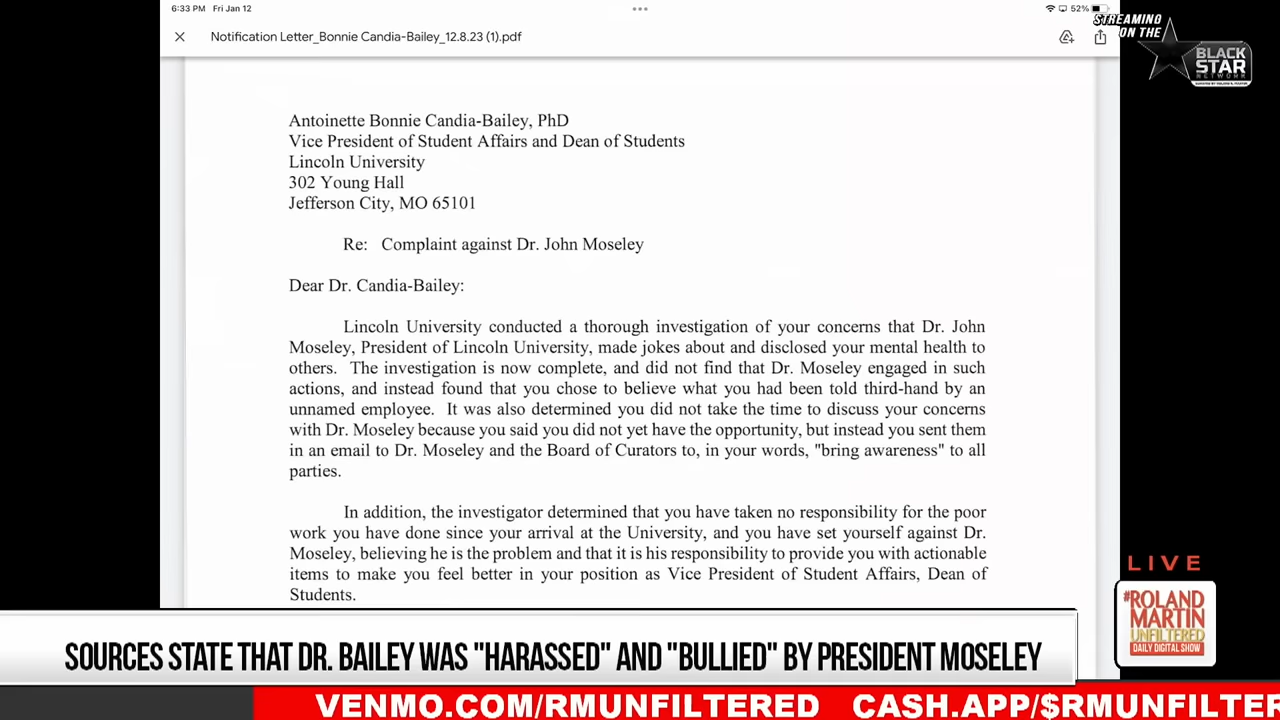 6:33 PM Fri Jan 12
52%
Notification Letter_Bonnie Candia-Bailey_12.8.23 (1).pdf
STREAMING
ON THE
BLACK
STAR
NETWORK
Antoinette Bonnie Candia-Bailey, PhD
Vice President of Student Affairs and Dean of Students
Lincoln University
302 Young Hall
Jefferson City, MO 65101
Re: Complaint against Dr. John Moseley
Dear Dr. Candia-Bailey:
Lincoln University conducted a thorough investigation of your concerns that Dr. John
Moseley, President of Lincoln University, made jokes about and disclosed your mental health to
others. The investigation is now complete, and did not find that Dr. Moseley engaged in such
actions, and instead found that you chose to believe what you had been told third-hand by an
unnamed employee. It was also determined you did not take the time to discuss your concerns
with Dr. Moseley because you said you did not yet have the opportunity, but instead you sent them
in an email to Dr. Moseley and the Board of Curators to, in your words, "bring awareness" to all
parties.
In addition, the investigator determined that you have taken no responsibility for the poor
work you have done since your arrival at the University, and you have set yourself against Dr.
Moseley, believing he is the problem and that it is his responsibility to provide you with actionable
items to make you feel better in your position as Vice President of Student Affairs, Dean of
Students.
LIVE
#ROLAND
MARTIN
UNFILTERED
DAILY DIGITAL SHOW
SOURCES STATE THAT DR. BAILEY WAS "HARASSED" AND "BULLIED" BY PRESIDENT MOSELEY
VENMO.COM/RMUNFILTERED CASH.APP/$RMUNFILTER